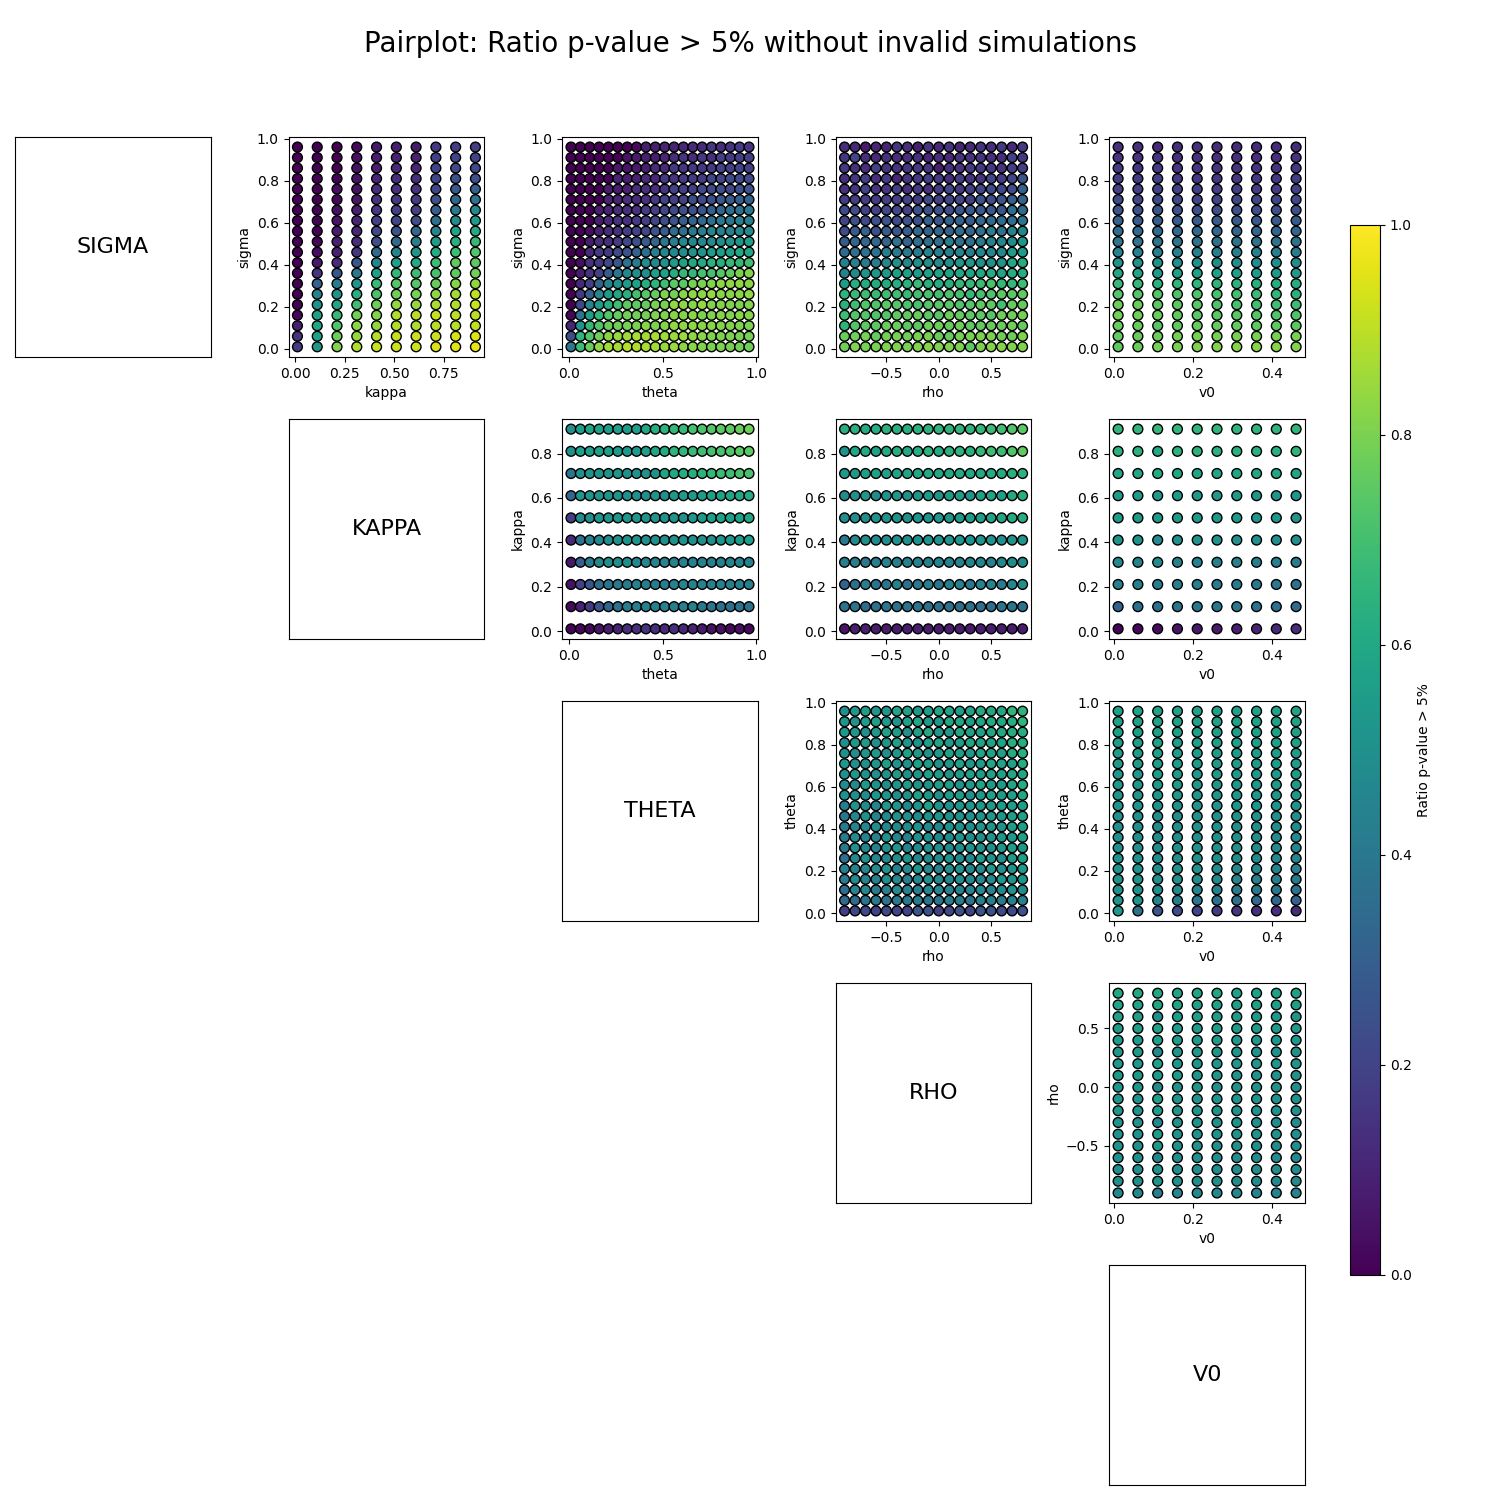 Pairplot: Ratio p-value > 5% without invalid simulations
SIGMA
1.0
0.8
0.6
0.4
0.2
0.0
sigma
0.00 0.25 0.50 0.75
kappa
1.0
0.8
0.6
0.4
0.2
0.0
sigma
0.0 0.5 1.0
theta
1.0
0.8
0.6
0.4
0.2
0.0
sigma
−0.5 0.0 0.5
rho
1.0
0.8
0.6
0.4
0.2
0.0
sigma
0.0 0.2 0.4
v0
KAPPA
0.8
0.6
0.4
0.2
0.0
kappa
0.0 0.5 1.0
theta
0.8
0.6
0.4
0.2
0.0
kappa
−0.5 0.0 0.5
rho
0.8
0.6
0.4
0.2
0.0
kappa
0.0 0.2 0.4
v0
THETA
1.0
0.8
0.6
0.4
0.2
0.0
theta
−0.5 0.0 0.5
rho
1.0
0.8
0.6
0.4
0.2
0.0
theta
0.0 0.2 0.4
v0
RHO
0.5
0.0
−0.5
rho
0.0 0.2 0.4
v0
V0
1.0
0.8
0.6
0.4
0.2
0.0
Ratio p-value > 5%